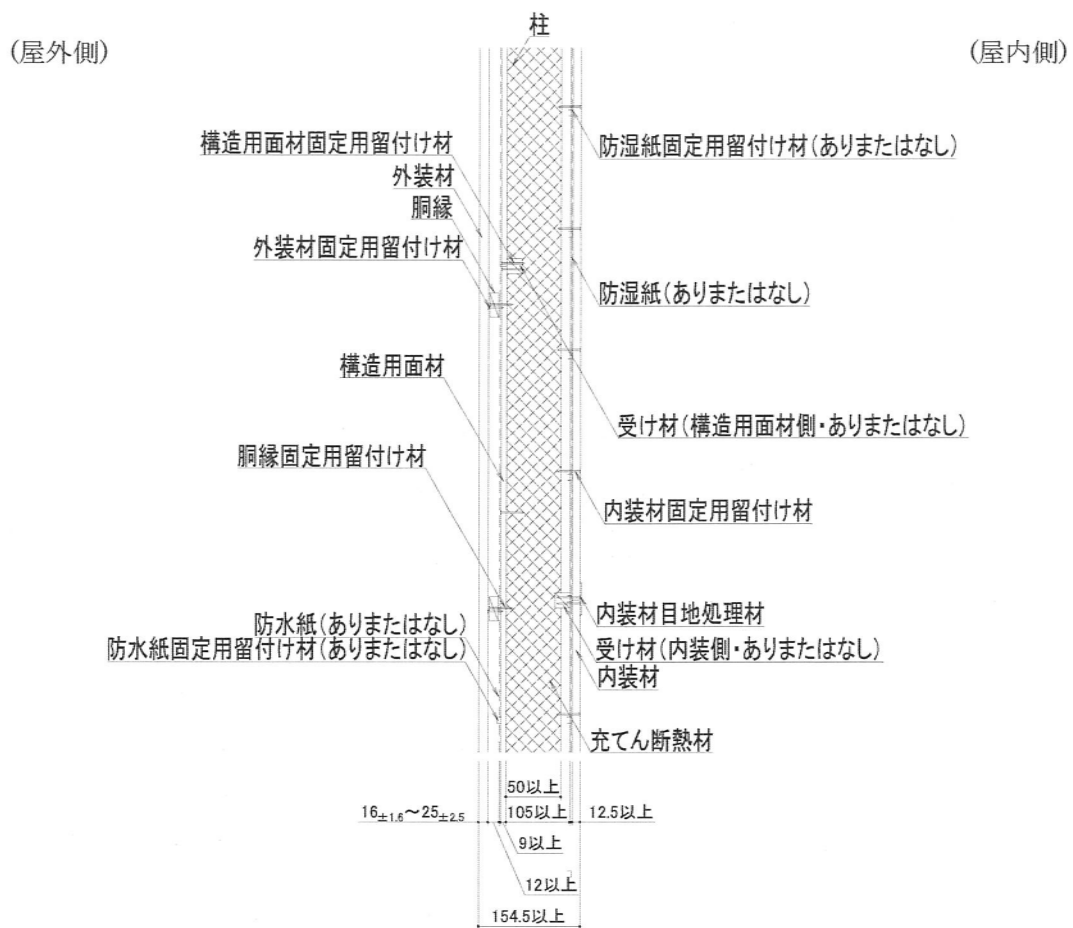 柱
(屋外側)
(屋内側)
構造用面材固定用留付け材
防湿紙固定用留付け材(ありまたはなし)
外装材
胴縁
外装材固定用留付け材
防湿紙(ありまたはなし)
構造用面材
受け材(構造用面材側・ありまたはなし)
胴縁固定用留付け材
内装材固定用留付け材
内装材目地処理材
防水紙(ありまたはなし)
受け材(内装側・ありまたはなし)
防水紙固定用留付け材(ありまたはなし)
内装材
充てん断熱材
50以上
16±1.6～25±2.5
105以上
12.5以上
9以上
12以上
154.5以上